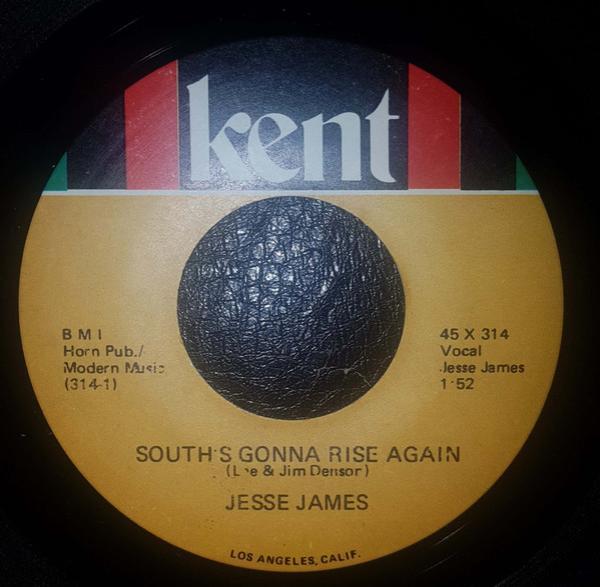 kent
B M I
Horn Pub./
Modern Music
(314-1)
45 X 314
Vocal
Jesse James
1:52
SOUTH'S GONNA RISE AGAIN
(Lee & Jim Denson)
JESSE JAMES
LOS ANGELES, CALIF.